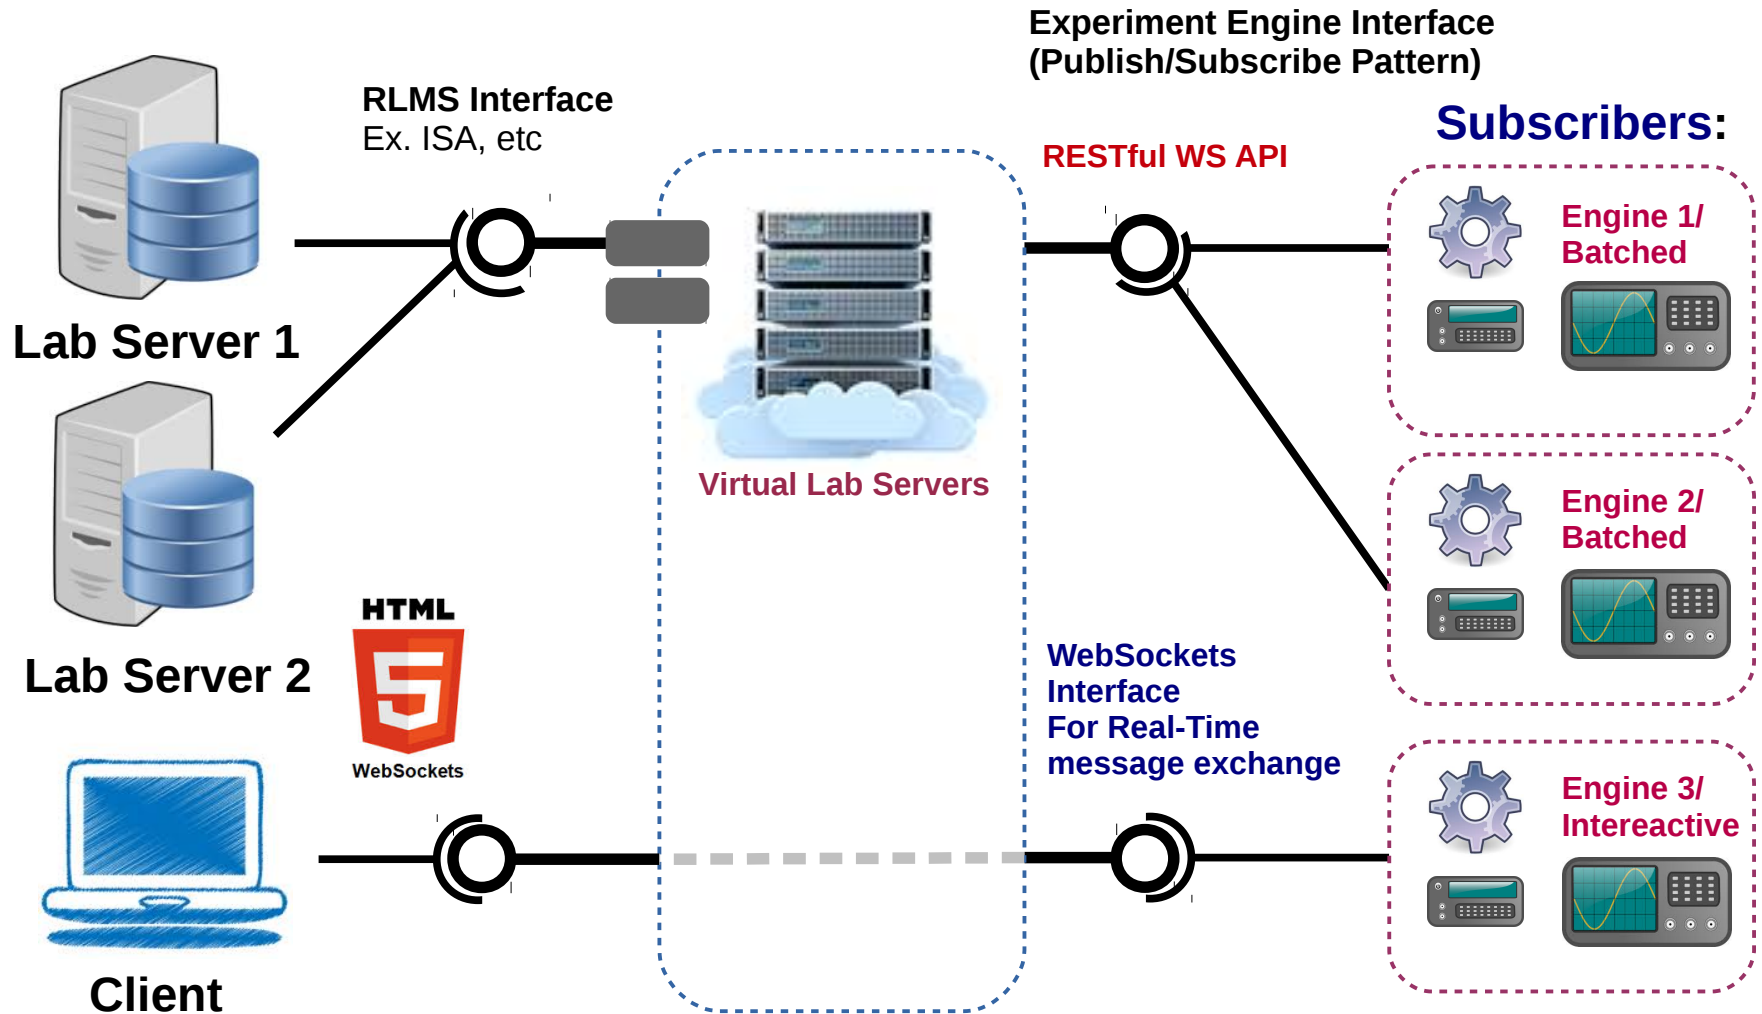 Experiment Engine Interface
(Publish/Subscribe Pattern)
RLMS Interface
Ex. ISA, etc
RESTful WS API
Subscribers:
Engine 1/
Batched
Lab Server 1
Virtual Lab Servers
Engine 2/
Batched
HTML
5
WebSockets
Lab Server 2
WebSockets
Interface
For Real-Time
message exchange
Engine 3/
Intereactive
Client